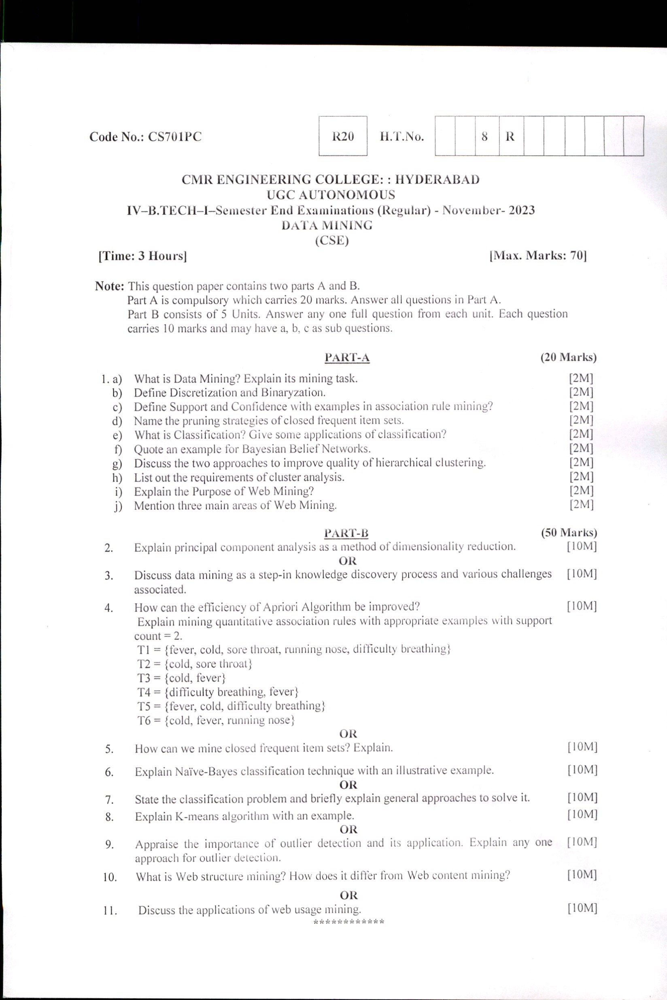 Code No.: CS701PC R20 H.T.No. 8 R
CMR ENGINEERING COLLEGE: : HYDERABAD
UGC AUTONOMOUS
IV–B.TECH–I–Semester End Examinations (Regular) - November- 2023
DATA MINING
(CSE)
[Time: 3 Hours] [Max. Marks: 70]
Note: This question paper contains two parts A and B.
Part A is compulsory which carries 20 marks. Answer all questions in Part A.
Part B consists of 5 Units. Answer any one full question from each unit. Each question
carries 10 marks and may have a, b, c as sub questions.
PART-A (20 Marks)
1. a) What is Data Mining? Explain its mining task. [2M]
b) Define Discretization and Binaryzation. [2M]
c) Define Support and Confidence with examples in association rule mining? [2M]
d) Name the pruning strategies of closed frequent item sets. [2M]
e) What is Classification? Give some applications of classification? [2M]
f) Quote an example for Bayesian Belief Networks. [2M]
g) Discuss the two approaches to improve quality of hierarchical clustering. [2M]
h) List out the requirements of cluster analysis. [2M]
i) Explain the Purpose of Web Mining? [2M]
j) Mention three main areas of Web Mining. [2M]
PART-B (50 Marks)
2. Explain principal component analysis as a method of dimensionality reduction. [10M]
OR
3. Discuss data mining as a step-in knowledge discovery process and various challenges [10M]
associated.
4. How can the efficiency of Apriori Algorithm be improved? [10M]
Explain mining quantitative association rules with appropriate examples with support
count = 2.
T1 = {fever, cold, sore throat, running nose, difficulty breathing}
T2 = {cold, sore throat}
T3 = {cold, fever}
T4 = {difficulty breathing, fever}
T5 = {fever, cold, difficulty breathing}
T6 = {cold, fever, running nose}
OR
5. How can we mine closed frequent item sets? Explain. [10M]
6. Explain Naïve-Bayes classification technique with an illustrative example. [10M]
OR
7. State the classification problem and briefly explain general approaches to solve it. [10M]
8. Explain K-means algorithm with an example. [10M]
OR
9. Appraise the importance of outlier detection and its application. Explain any one [10M]
approach for outlier detection.
10. What is Web structure mining? How does it differ from Web content mining? [10M]
OR
11. Discuss the applications of web usage mining. [10M]
************